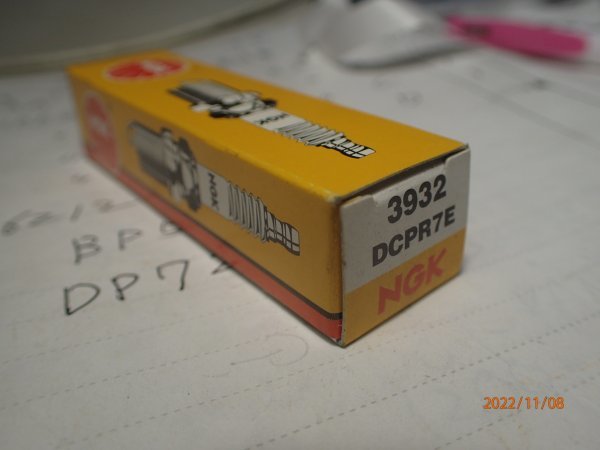 3932
DCPR7E
NGK
NGK
BP
DP7
2022/11/08